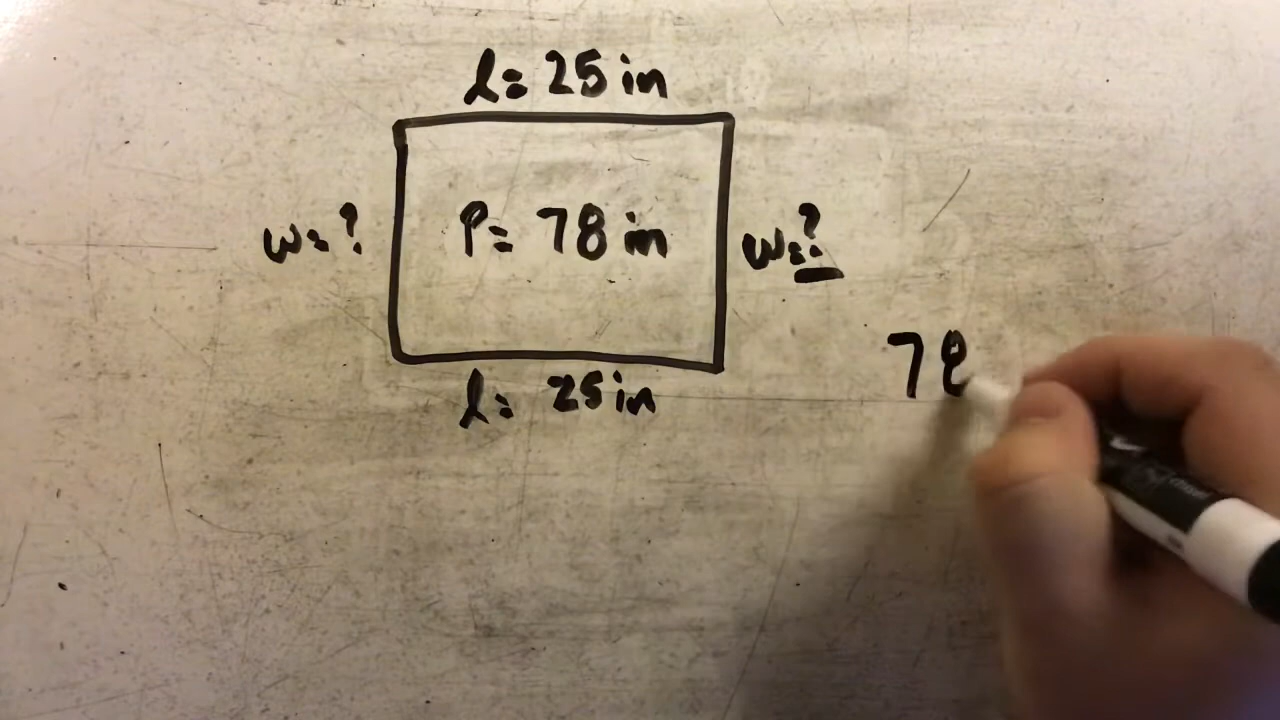 l= 25 in
w=?
P= 78 in
w=?
78
l= 25 in